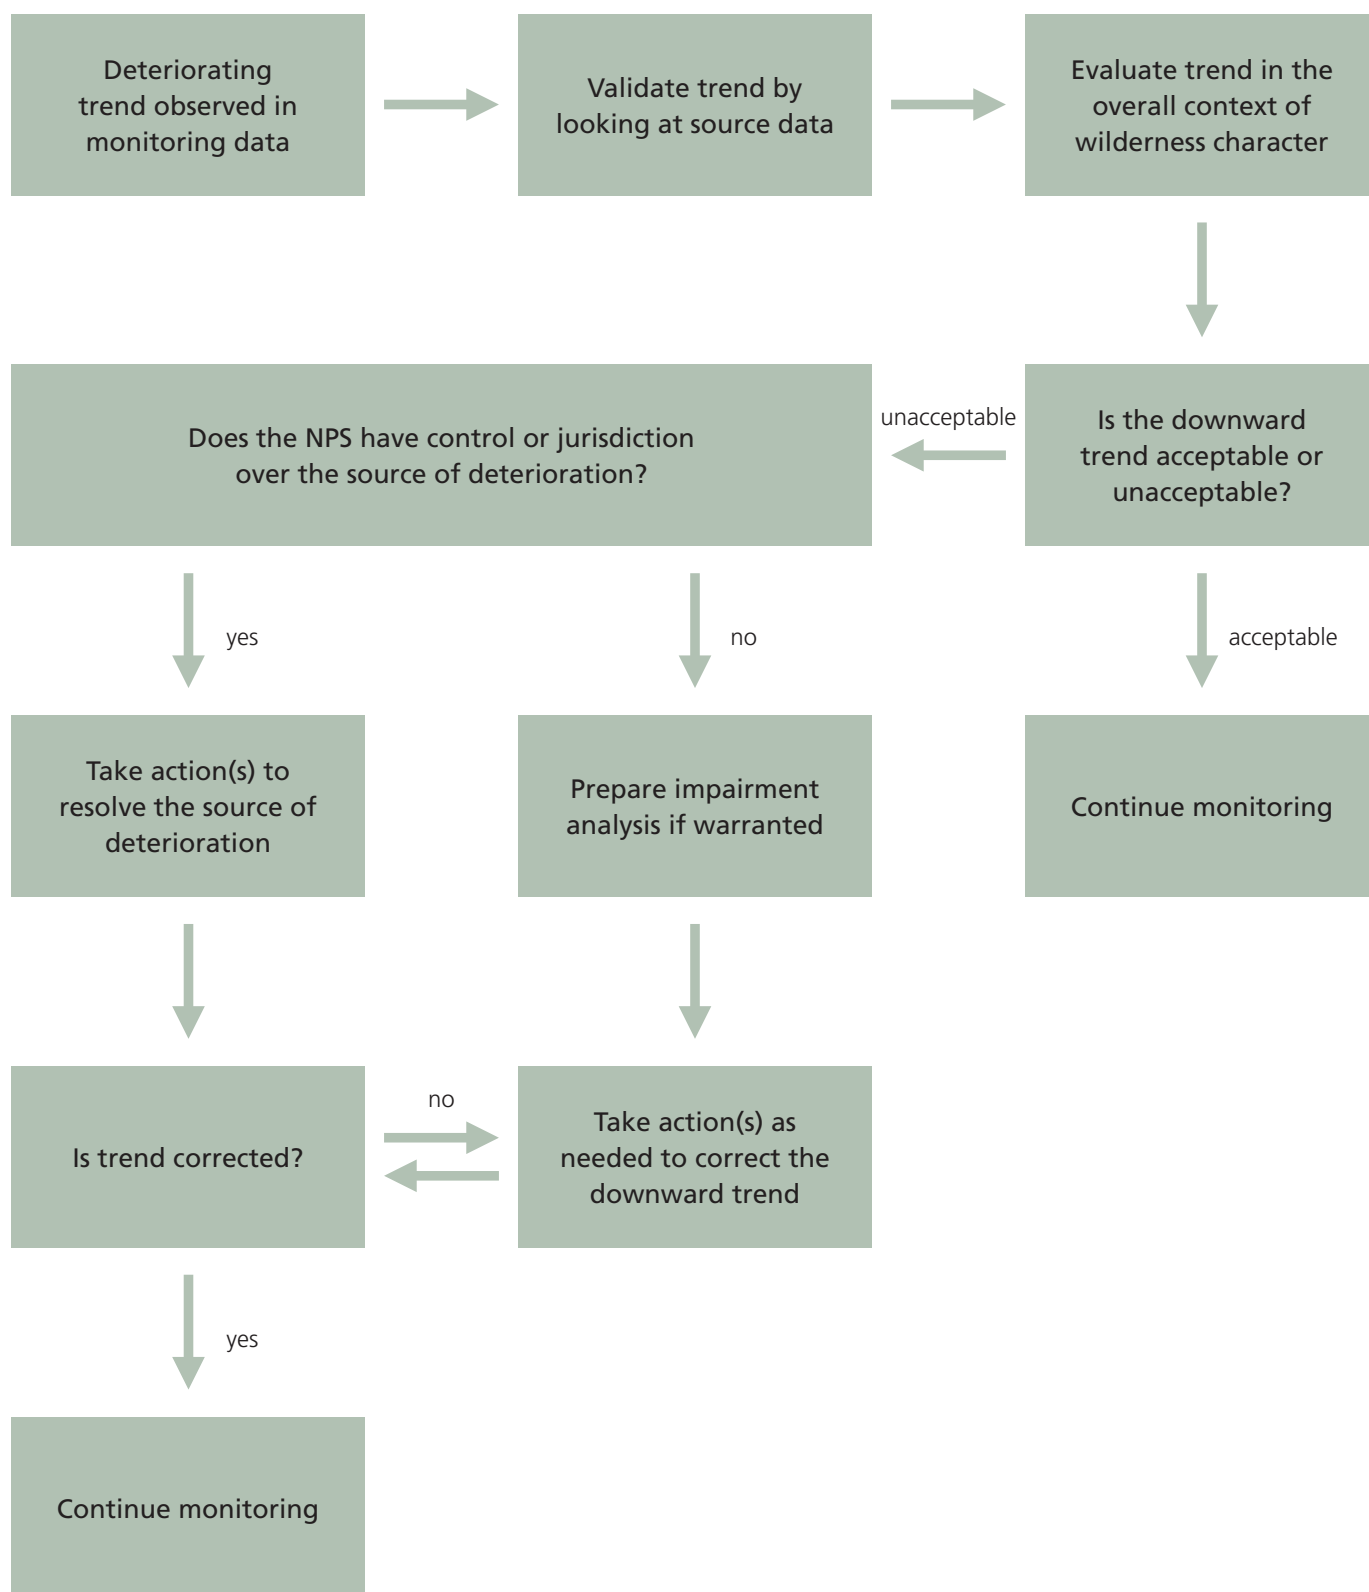 Deteriorating
trend observed in
monitoring data
Validate trend by
looking at source data
Evaluate trend in the
overall context of
wilderness character
Is the downward
trend acceptable or
unacceptable?
unacceptable
Does the NPS have control or jurisdiction
over the source of deterioration?
yes
no
acceptable
Take action(s) to
resolve the source of
deterioration
Prepare impairment
analysis if warranted
Continue monitoring
Is trend corrected?
no
Take action(s) as
needed to correct the
downward trend
yes
Continue monitoring